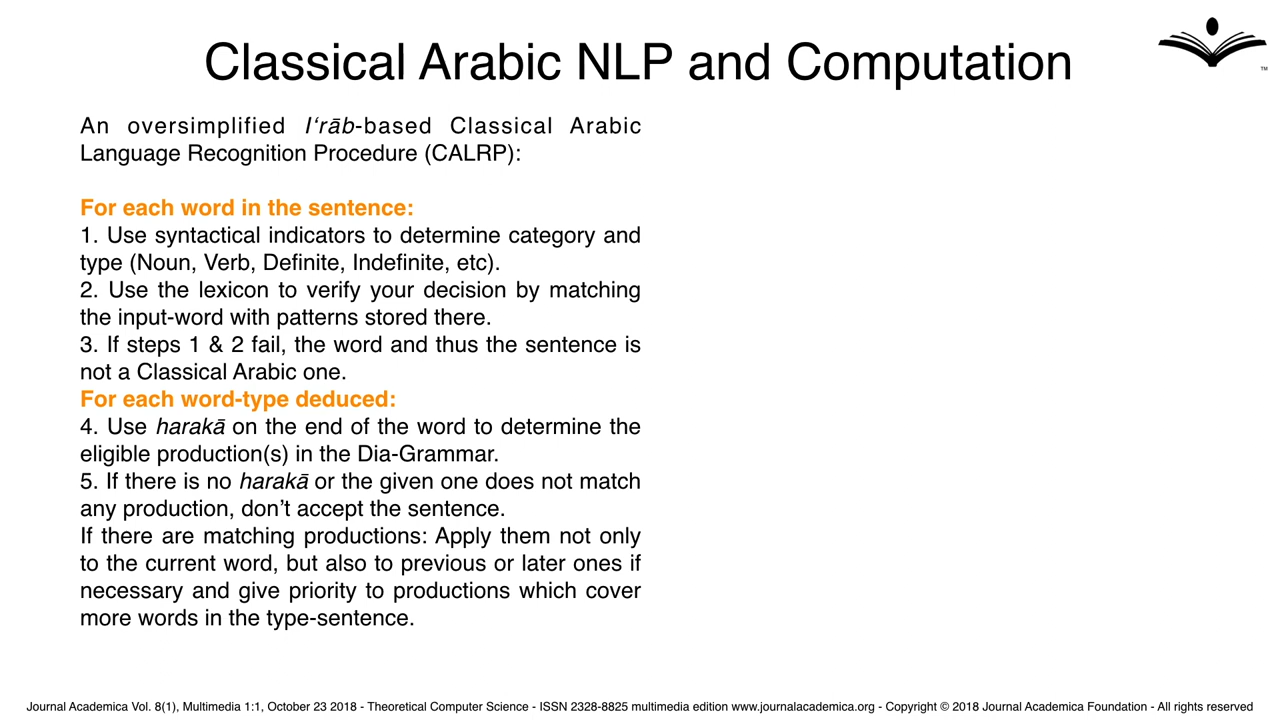 Classical Arabic NLP and Computation
TM
An oversimplified I‘rāb-based Classical Arabic
Language Recognition Procedure (CALRP):
For each word in the sentence:
1. Use syntactical indicators to determine category and
type (Noun, Verb, Definite, Indefinite, etc).
2. Use the lexicon to verify your decision by matching
the input-word with patterns stored there.
3. If steps 1 & 2 fail, the word and thus the sentence is
not a Classical Arabic one.
For each word-type deduced:
4. Use harakā on the end of the word to determine the
eligible production(s) in the Dia-Grammar.
5. If there is no harakā or the given one does not match
any production, don’t accept the sentence.
If there are matching productions: Apply them not only
to the current word, but also to previous or later ones if
necessary and give priority to productions which cover
more words in the type-sentence.
Journal Academica Vol. 8(1), Multimedia 1:1, October 23 2018 - Theoretical Computer Science - ISSN 2328-8825 multimedia edition www.journalacademica.org - Copyright © 2018 Journal Academica Foundation - All rights reserved